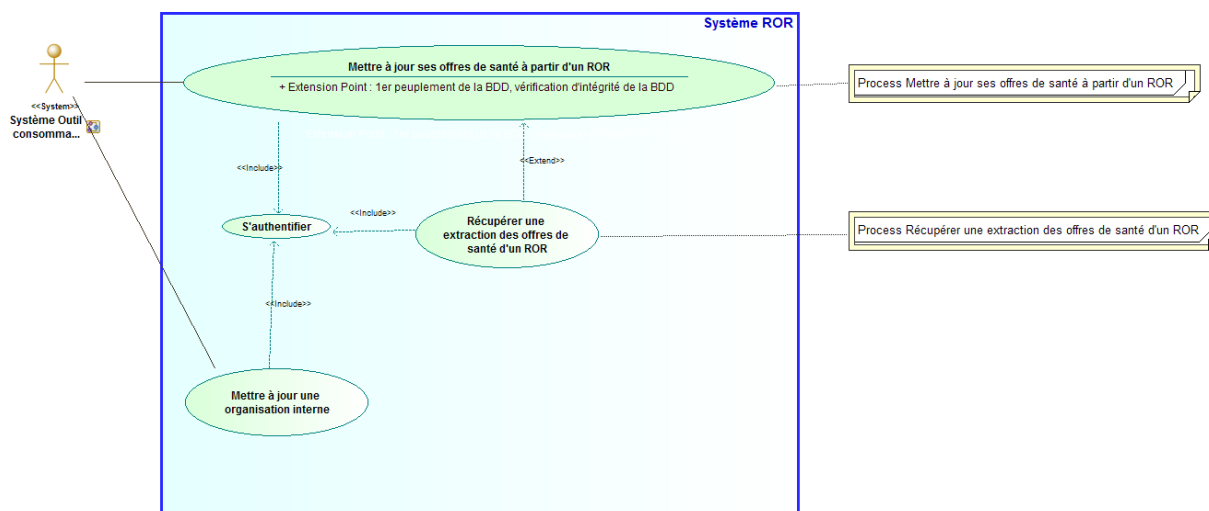 Système ROR
Mettre à jour ses offres de santé à partir d'un ROR
+ Extension Point : 1er peuplement de la BDD, vérification d'intégrité de la BDD
Process Mettre à jour ses offres de santé à partir d'un ROR
<<System>>
Système Outil
consomma...
<<Include>>
<<Extend>>
<<Include>>
S'authentifier
Récupérer une
extraction des offres de
santé d'un ROR
Process Récupérer une extraction des offres de santé d'un ROR
<<Include>>
Mettre à jour une
organisation interne